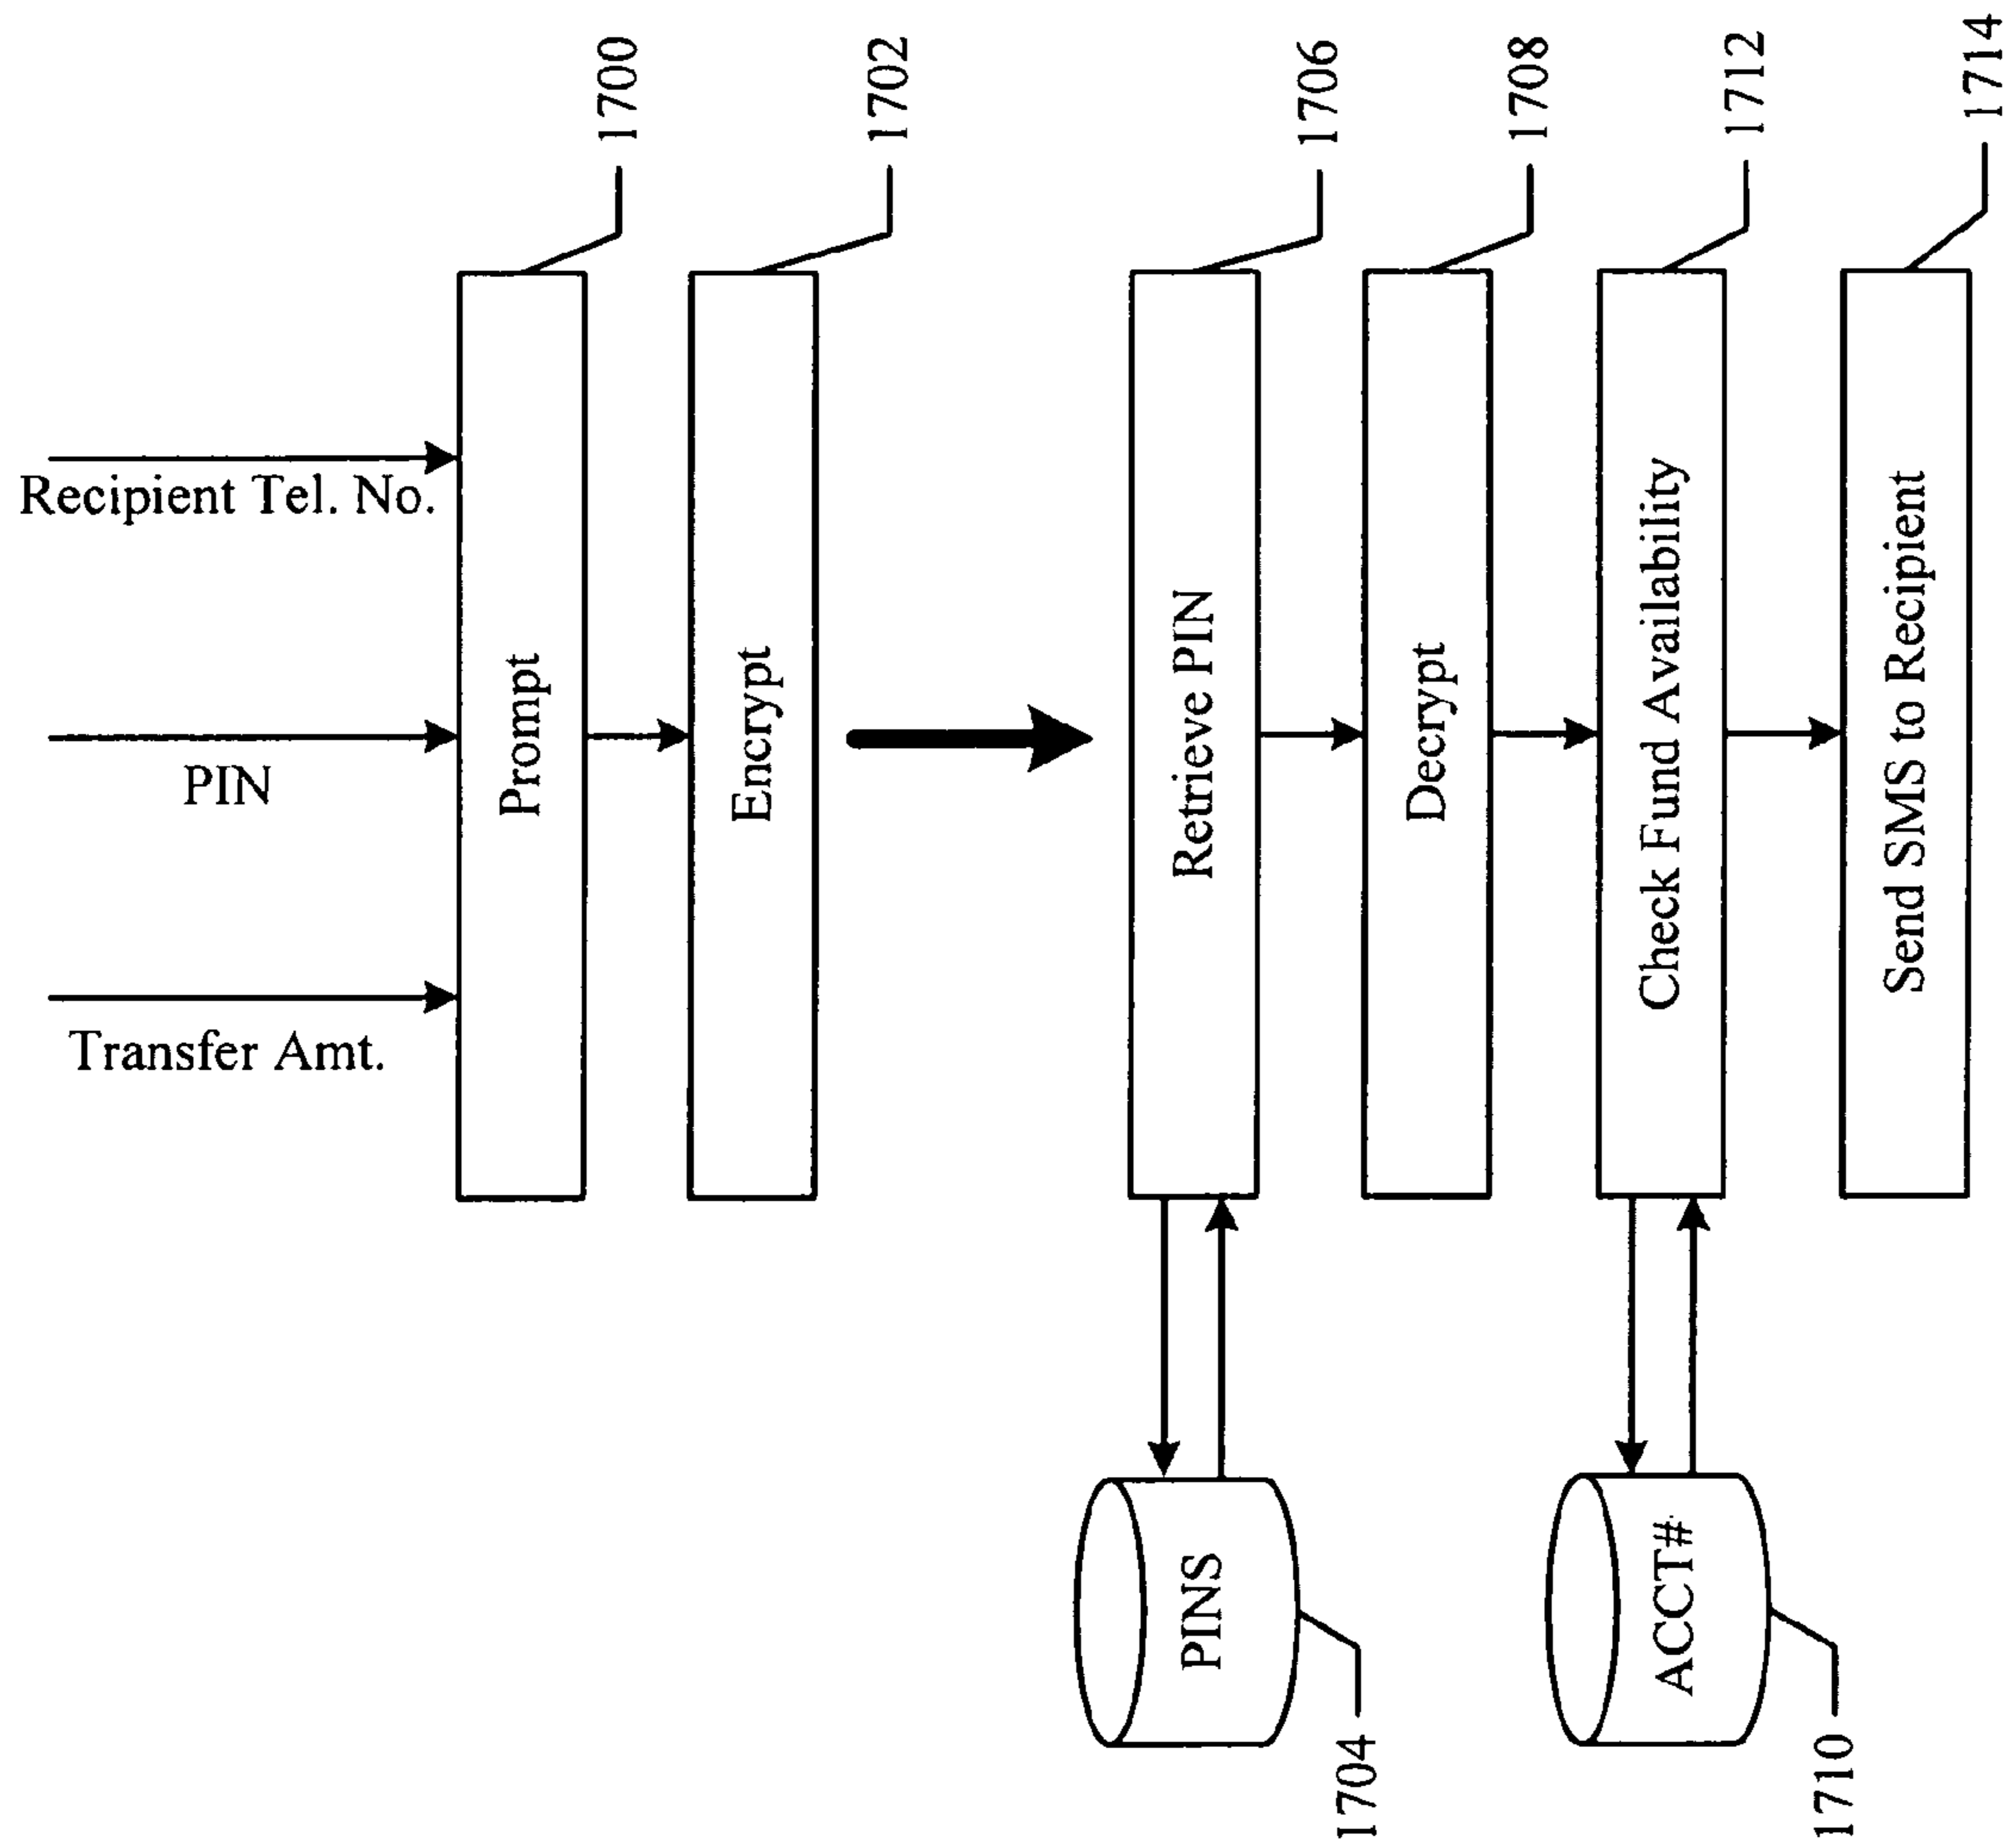 Recipient Tel. No.
PIN
Transfer Amt.
Prompt
1700
Encrypt
1702
Retrieve PIN
1706
PINS
1704
Decrypt
1708
Check Fund Availability
1712
ACCT#
1710
Send SMS to Recipient
1714